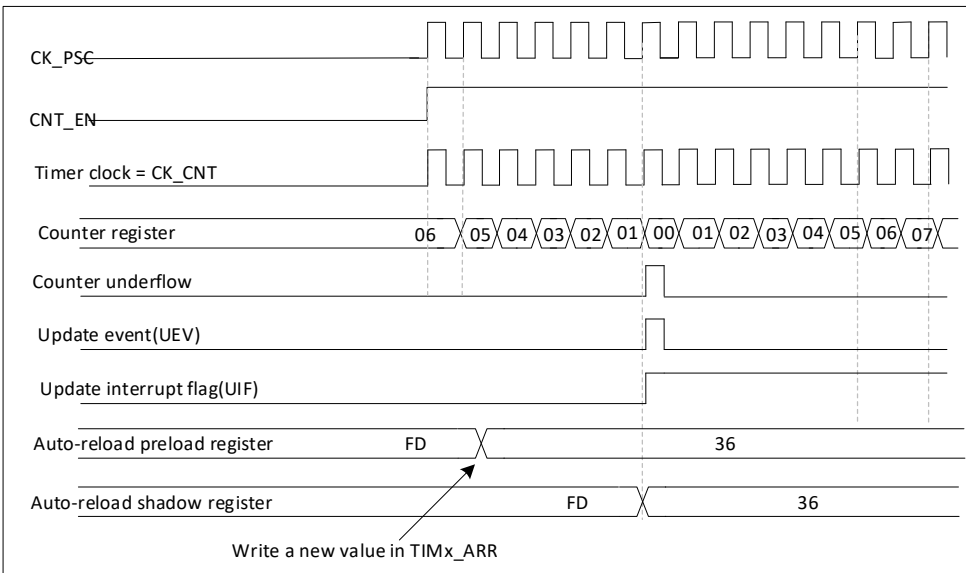 CK_PSC
CNT_EN
Timer clock = CK_CNT
Counter register 06 05 04 03 02 01 00 01 02 03 04 05 06 07
Counter underflow
Update event(UEV)
Update interrupt flag(UIF)
Auto-reload preload register FD 36
Auto-reload shadow register FD 36
Write a new value in TIMx_ARR